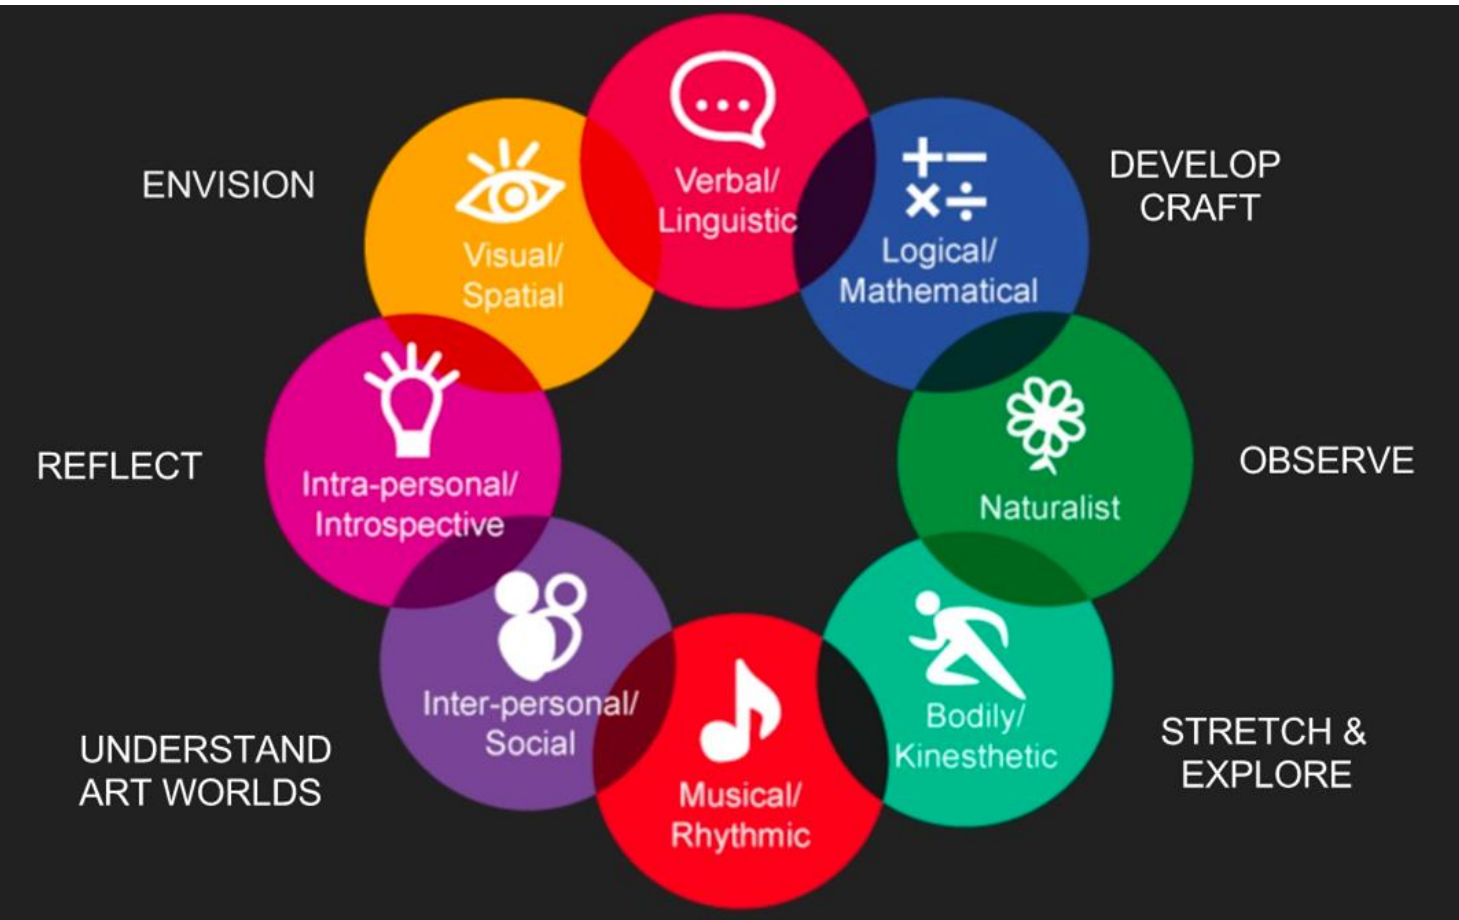 Verbal/
Linguistic
DEVELOP
CRAFT
Logical/
Mathematical
OBSERVE
Naturalist
STRETCH &
EXPLORE
Bodily/
Kinesthetic
Musical/
Rhythmic
UNDERSTAND
ART WORLDS
Inter-personal/
Social
REFLECT
Intra-personal/
Introspective
ENVISION
Visual/
Spatial